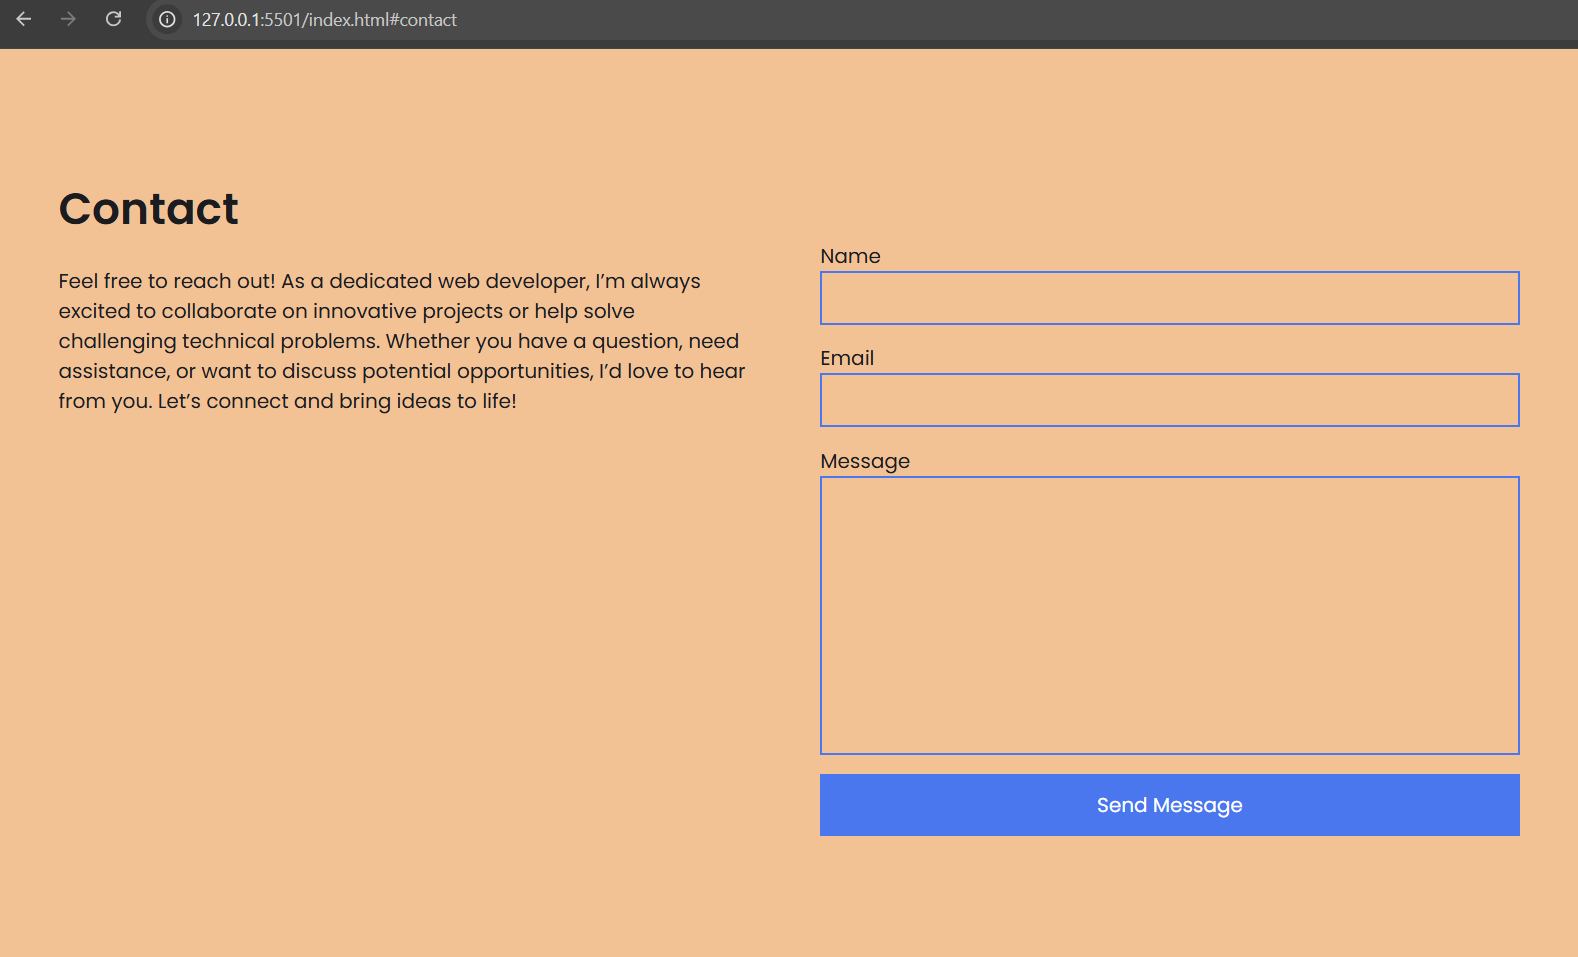 127.0.0.1:5501/index.html#contact
Contact
Feel free to reach out! As a dedicated web developer, I’m always
excited to collaborate on innovative projects or help solve
challenging technical problems. Whether you have a question, need
assistance, or want to discuss potential opportunities, I’d love to hear
from you. Let’s connect and bring ideas to life!
Name
Email
Message
Send Message